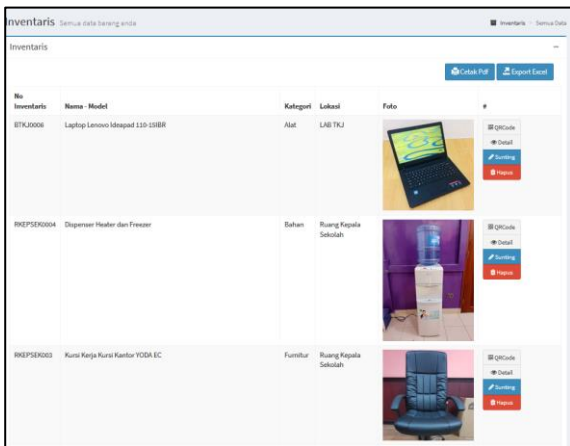 Inventaris Semua data barang anda
Inventaris - Semua Data
Inventaris
Cetak Pdf Export Excel
No Inventaris Nama - Model Kategori Lokasi Foto #
BTKJ0006 Laptop Lenovo Ideapad 110-15IBR Alat LAB TKJ
QRCode
Detail
Sunting
Hapus
RKEPSEK0004 Dispenser Heater dan Freezer Bahan Ruang Kepala Sekolah
QRCode
Detail
Sunting
Hapus
RKEPSEK003 Kursi Kerja Kursi Kantor YODA EC Furnitur Ruang Kepala Sekolah
QRCode
Detail
Sunting
Hapus